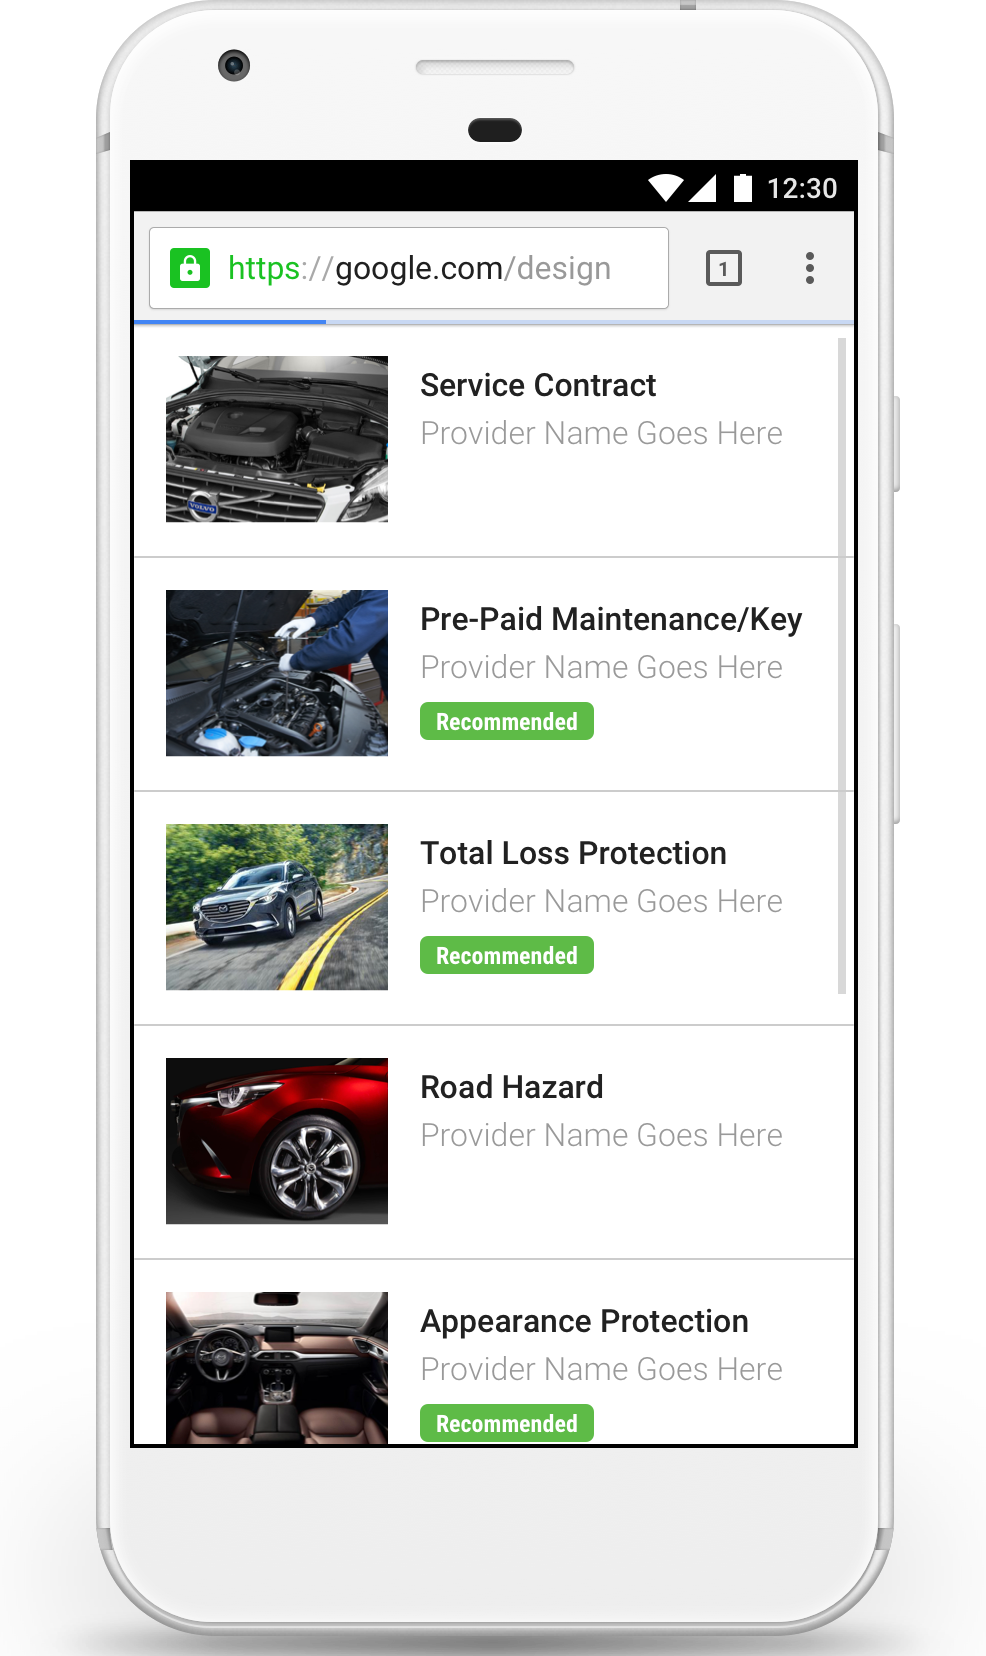 12:30
https://google.com/design
1
Service Contract
Provider Name Goes Here
VOLVO
Pre-Paid Maintenance/Key
Provider Name Goes Here
Recommended
Total Loss Protection
Provider Name Goes Here
Recommended
Road Hazard
Provider Name Goes Here
Appearance Protection
Provider Name Goes Here
Recommended